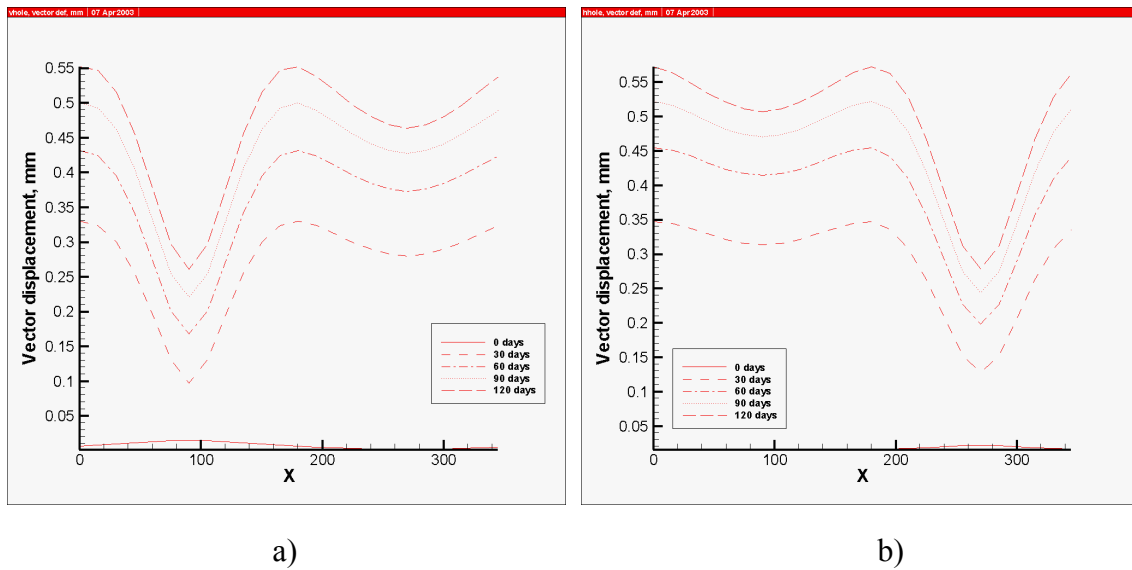 vhole, vector def, mm | 07 Apr 2003
0.55
0.5
0.45
0.4
0.35
0.3
0.25
0.2
0.15
0.1
0.05
Vector displacement, mm
0 days
30 days
60 days
90 days
120 days
0 100 200 300
X
a)
hhole, vector def, mm | 07 Apr 2003
0.55
0.5
0.45
0.4
0.35
0.3
0.25
0.2
0.15
0.1
0.05
Vector displacement, mm
0 days
30 days
60 days
90 days
120 days
0 100 200 300
X
b)